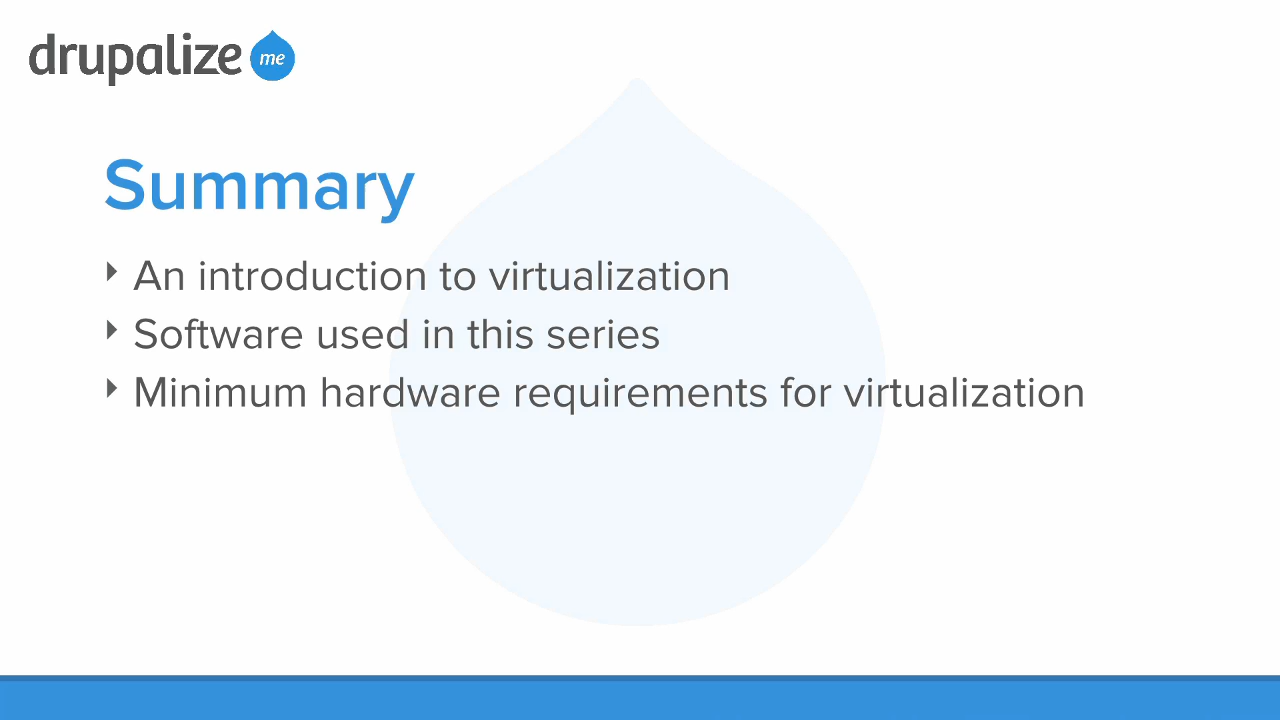 drupalize me
Summary
An introduction to virtualization
Software used in this series
Minimum hardware requirements for virtualization